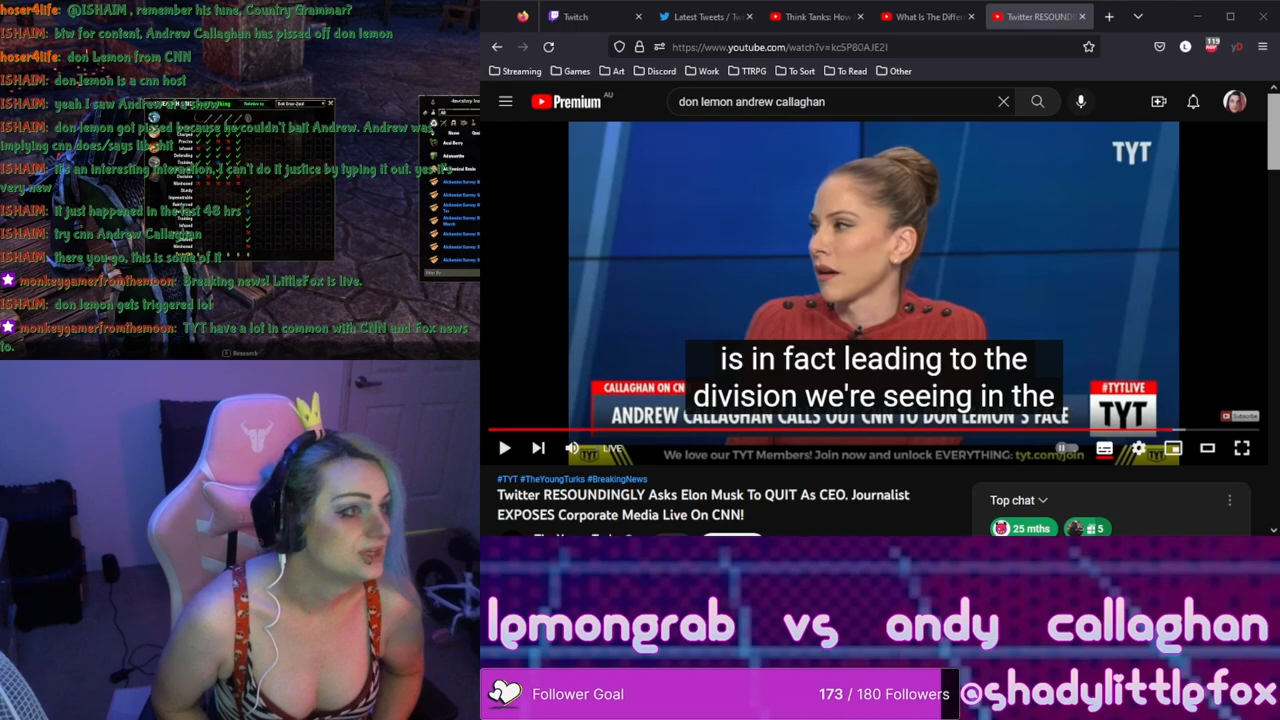 hoser4life: @ISHAIM , remember his tune, Country Grammar?
ISHAIM: btw for content, Andrew Callaghan has pissed off don lemon
hoser4life: don Lemon from CNN
ISHAIM: don lemon is a cnn host
ISHAIM: yeah I saw Andrew it's show
ISHAIM: don lemon got pissed because he couldn't bait Andrew. Andrew was
implying cnn does/says lib shit
ISHAIM: it's an interesting interaction, I can't do it justice by typing it out. yes it's
very new
ISHAIM: it just happened in the last 48 hrs
ISHAIM: try cnn Andrew Callaghan
ISHAIM: there you go, this is some of it
monkeygamerfromthemoon: Breaking news! LittleFox is live.
ISHAIM: don lemon gets triggered lol
monkeygamerfromthemoon: TYT have a lot in common with CNN and Fox news
to.
Research
Twitch
Latest Tweets / Tw
Think Tanks: How
What Is The Differ
Twitter RESOUNDIN
https://www.youtube.com/watch?v=kc5P80AJE2I
119
Streaming
Games
Art
Discord
Work
TTRPG
To Sort
To Read
Other
Premium AU
don lemon andrew callaghan
TYT
is in fact leading to the
division we're seeing in the
CALLAGHAN ON CN
ANDREW CALLAGHAN CALLS OUT CNN TO DON LEMON'S FACE
#TYTLIVE
TYT
Subscribe
LIVE
We love our TYT Members! Join now and unlock EVERYTHING: tyt.com/join
#TYT #TheYoungTurks #BreakingNews
Twitter RESOUNDINGLY Asks Elon Musk To QUIT As CEO. Journalist
EXPOSES Corporate Media Live On CNN!
Top chat
25 mths
5
lemongrab vs andy callaghan
Follower Goal
173 / 180 Followers
@shadylittlefox